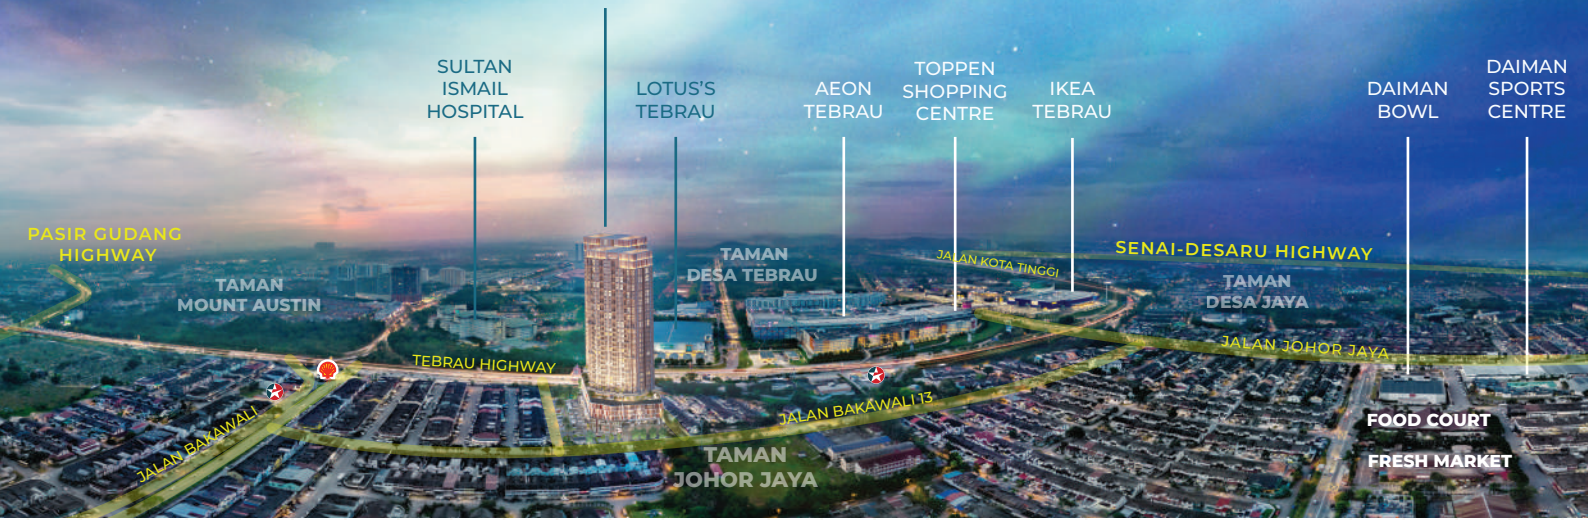 SULTAN
ISMAIL
HOSPITAL
LOTUS'S
TEBRAU
AEON
TEBRAU
TOPPEN
SHOPPING
CENTRE
IKEA
TEBRAU
DAIMAN
BOWL
DAIMAN
SPORTS
CENTRE
PASIR GUDANG
HIGHWAY
TAMAN
MOUNT AUSTIN
TAMAN
DESA TEBRAU
JALAN KOTA TINGGI
SENAI-DESARU HIGHWAY
TAMAN
DESA JAYA
TEBRAU HIGHWAY
JALAN JOHOR JAYA
JALAN BAKAWALI
JALAN BAKAWALI 13
TAMAN
JOHOR JAYA
FOOD COURT
FRESH MARKET